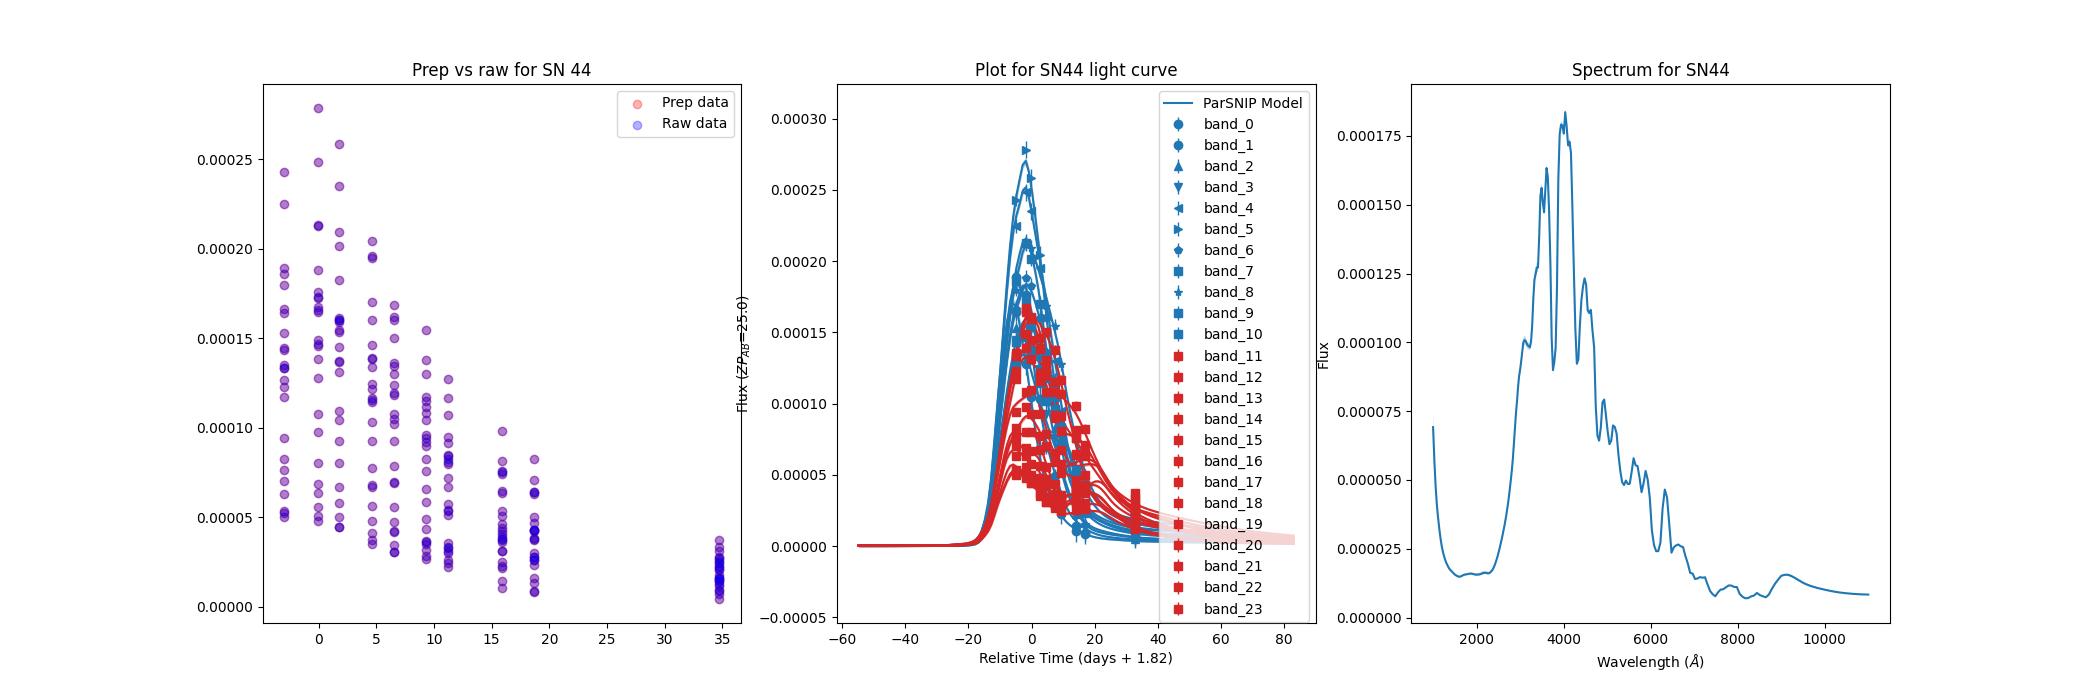 Prep vs raw for SN 44
Prep data
Raw data
0.00025
0.00020
0.00015
0.00010
0.00005
0.00000
0
5
10
15
20
25
30
35
Plot for SN44 light curve
ParSNIP Model
band_0
band_1
band_2
band_3
band_4
band_5
band_6
band_7
band_8
band_9
band_10
band_11
band_12
band_13
band_14
band_15
band_16
band_17
band_18
band_19
band_20
band_21
band_22
band_23
Flux (ZP_AB=25.0)
0.00030
0.00025
0.00020
0.00015
0.00010
0.00005
0.00000
−0.00005
−60
−40
−20
0
20
40
60
80
Relative Time (days + 1.82)
Spectrum for SN44
Flux
0.000175
0.000150
0.000125
0.000100
0.000075
0.000050
0.000025
0.000000
2000
4000
6000
8000
10000
Wavelength (Å)